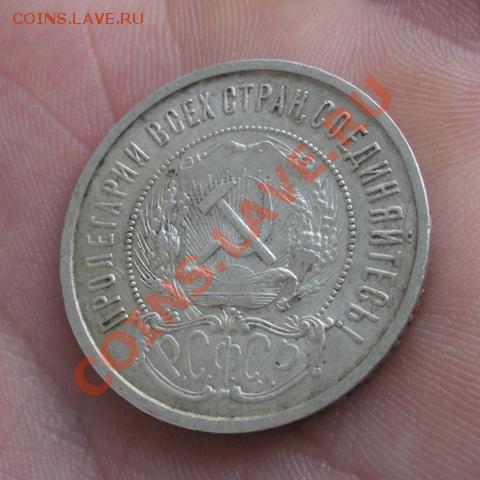 COINS.LAVE.RU
ПРОЛЕТАРИИ ВСЕХ СТРАН, СОЕДИНЯЙТЕСЬ!
Р.С.Ф.С.Р.
COINS.LAVE.RU